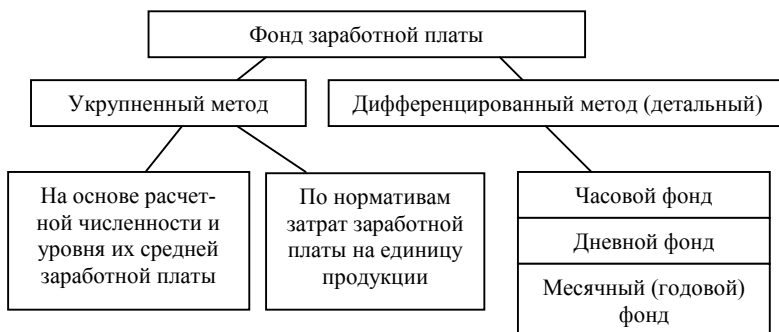 Фонд заработной платы
Укрупненный метод
Дифференцированный метод (детальный)
На основе расчет-
ной численности и
уровня их средней
заработной платы
По нормативам
затрат заработной
платы на единицу
продукции
Часовой фонд
Дневной фонд
Месячный (годовой)
фонд